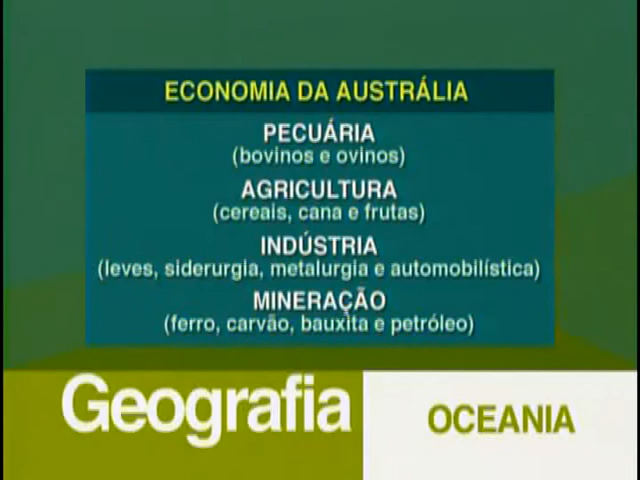 ECONOMIA DA AUSTRÁLIA
PECUÁRIA
(bovinos e ovinos)
AGRICULTURA
(cereais, cana e frutas)
INDÚSTRIA
(leves, siderurgia, metalurgia e automobilística)
MINERAÇÃO
(ferro, carvão, bauxita e petróleo)
Geografia
OCEANIA